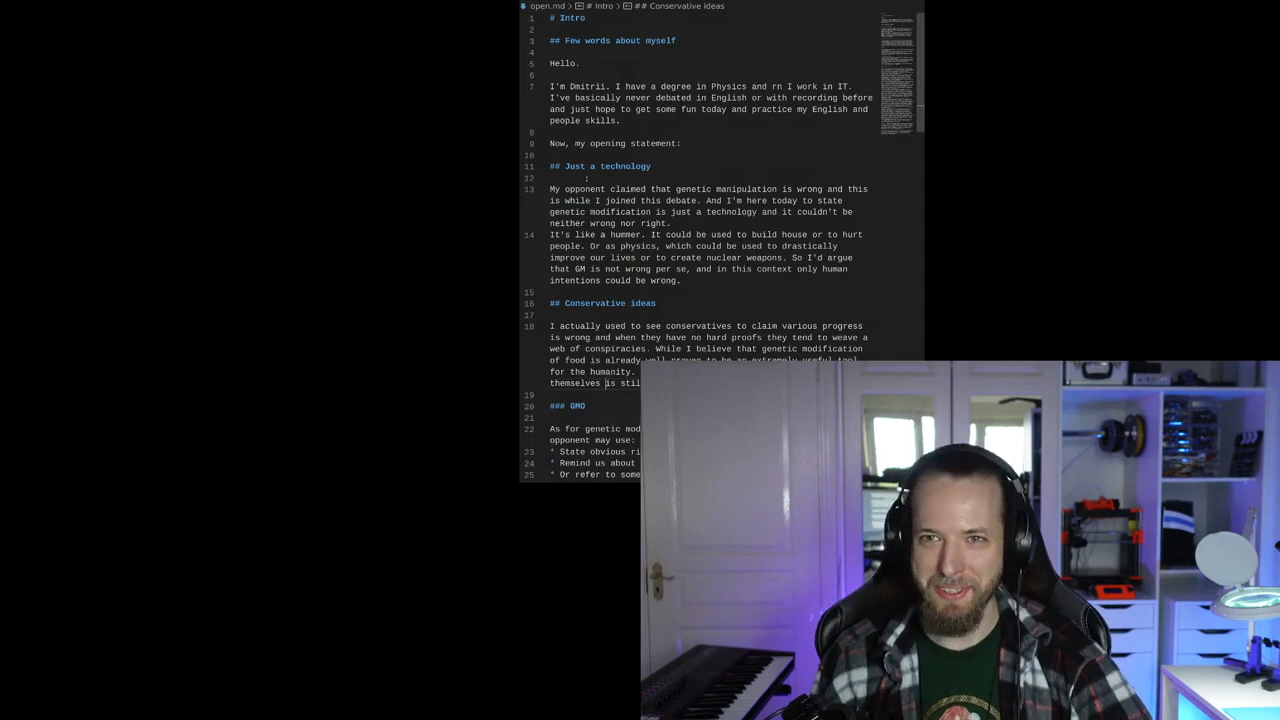 open.md > # Intro > ## Conservative ideas
1 # Intro
2
3 ## Few words about myself
4
5 Hello.
6
7 I'm Dmitrii. I have a degree in Physics and rn I work in IT.
I've basically never debated in English or with recording before
and just hope to get some fun today and practice my English and
people skills.
8
9 Now, my opening statement:
10
11 ## Just a technology
12
13 My opponent claimed that genetic manipulation is wrong and this
is while I joined this debate. And I'm here today to state
genetic modification is just a technology and it couldn't be
neither wrong nor right.
14 It's like a hummer. It could be used to build house or to hurt
people. Or as physics, which could be used to drastically
improve our lives or to create nuclear weapons. So I'd argue
that GM is not wrong per se, and in this context only human
intentions could be wrong.
15
16 ## Conservative ideas
17
18 I actually used to see conservatives to claim various progress
is wrong and when they have no hard proofs they tend to weave a
web of conspiracies. While I believe that genetic modification
of food is already well proven to be an extremely useful tool
for the humanity.
themselves is stil
19
20 ### GMO
21
22 As for genetic mod
opponent may use:
23 * State obvious ri
24 * Remind us about
25 * Or refer to some